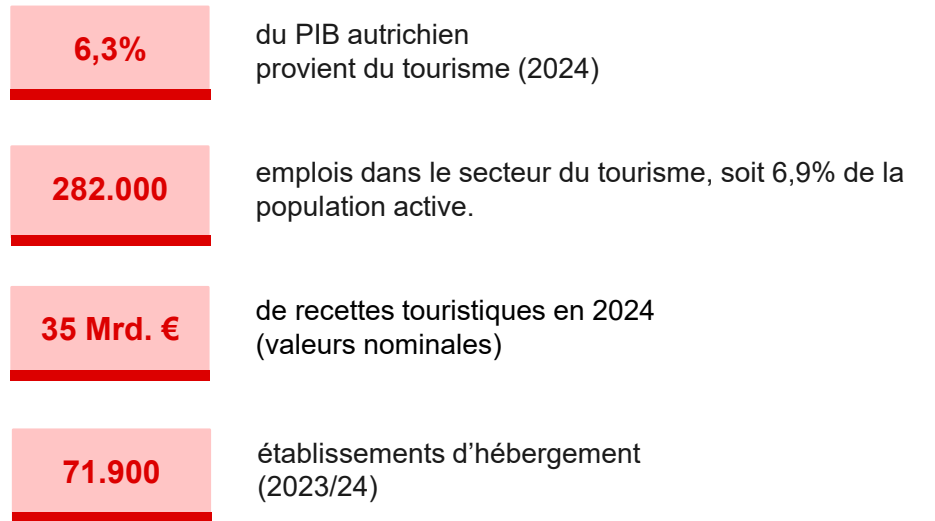 6,3%
du PIB autrichien
provient du tourisme (2024)
282.000
emplois dans le secteur du tourisme, soit 6,9% de la
population active.
35 Mrd. €
de recettes touristiques en 2024
(valeurs nominales)
71.900
établissements d’hébergement
(2023/24)